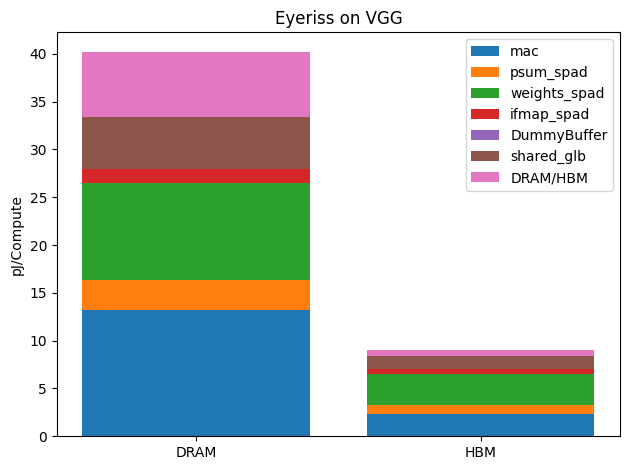 Eyeriss on VGG
pJ/Compute
40
35
30
25
20
15
10
5
0
DRAM
HBM
mac
psum_spad
weights_spad
ifmap_spad
DummyBuffer
shared_glb
DRAM/HBM